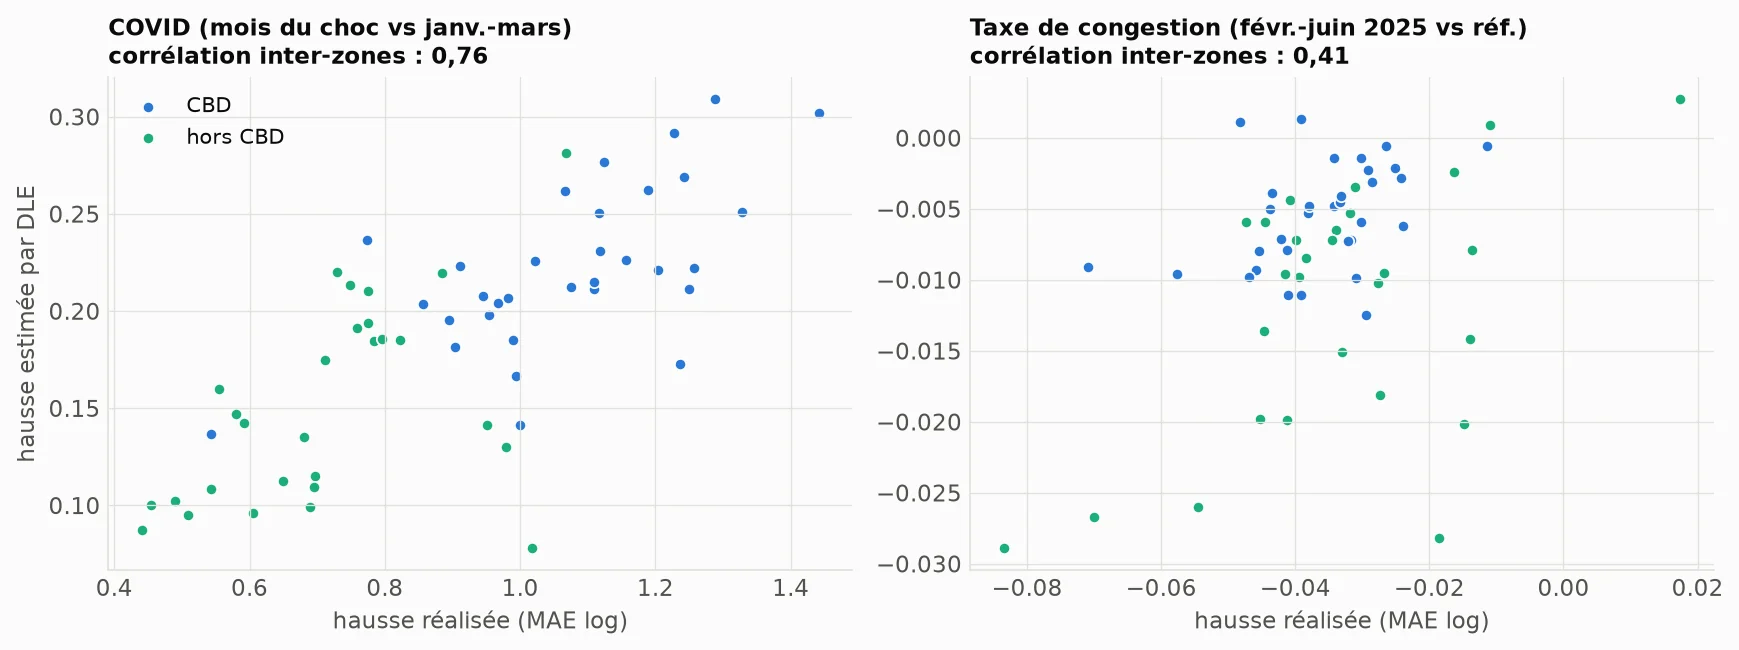 COVID (mois du choc vs janv.-mars)
corrélation inter-zones : 0,76
CBD
hors CBD
hausse estimée par DLE
0.30
0.25
0.20
0.15
0.10
0.4 0.6 0.8 1.0 1.2 1.4
hausse réalisée (MAE log)
Taxe de congestion (févr.-juin 2025 vs réf.)
corrélation inter-zones : 0,41
0.000
−0.005
−0.010
−0.015
−0.020
−0.025
−0.030
−0.08 −0.06 −0.04 −0.02 0.00 0.02
hausse réalisée (MAE log)